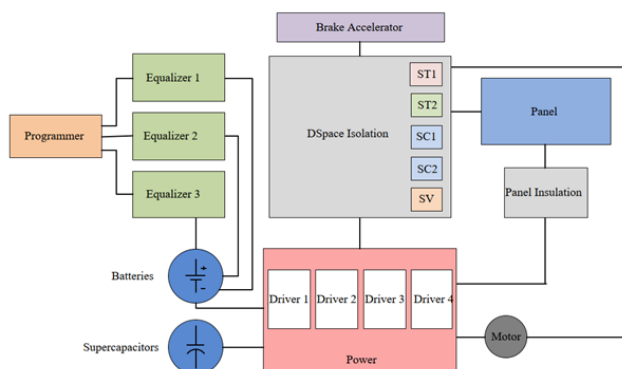 Brake Accelerator
Equalizer 1
ST1
ST2
Programmer
Equalizer 2
DSpace Isolation
SC1
Panel
SC2
Equalizer 3
SV
Panel Insulation
Batteries
+
-
Driver 1
Driver 2
Driver 3
Driver 4
Supercapacitors
Motor
Power